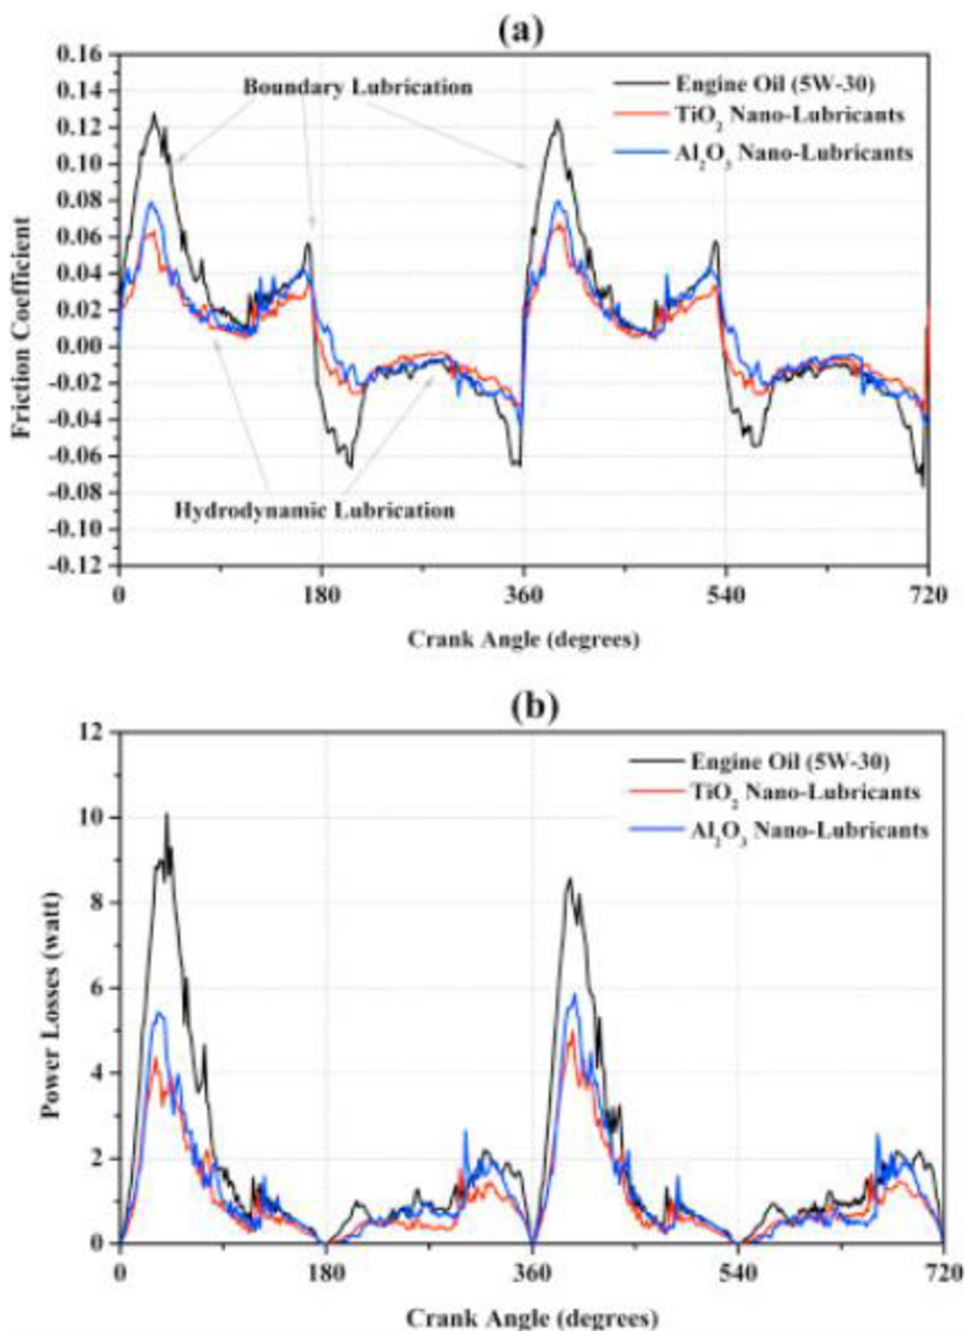 (a)
0.16
0.14
0.12
0.10
0.08
0.06
0.04
0.02
0.00
-0.02
-0.04
-0.06
-0.08
-0.10
-0.12
Friction Coefficient
Boundary Lubrication
Engine Oil (5W-30)
TiO₂ Nano-Lubricants
Al₂O₃ Nano-Lubricants
Hydrodynamic Lubrication
0 180 360 540 720
Crank Angle (degrees)
(b)
12
10
8
6
4
2
0
Power Losses (watt)
Engine Oil (5W-30)
TiO₂ Nano-Lubricants
Al₂O₃ Nano-Lubricants
0 180 360 540 720
Crank Angle (degrees)